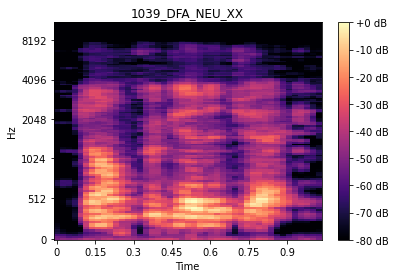 1039_DFA_NEU_XX
8192
4096
2048
1024
512
0
Hz
0 0.15 0.3 0.45 0.6 0.75 0.9
Time
+0 dB
-10 dB
-20 dB
-30 dB
-40 dB
-50 dB
-60 dB
-70 dB
-80 dB